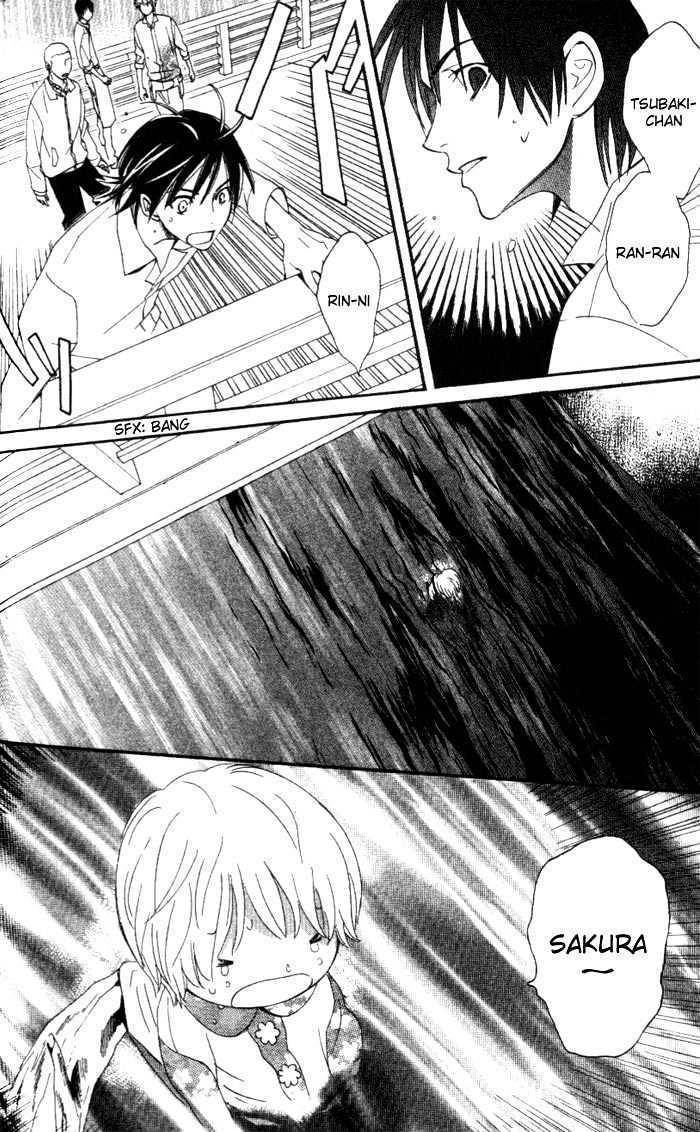 TSUBAKI-
CHAN
RAN-RAN
RIN-NI
SFX: BANG
SAKURA
~